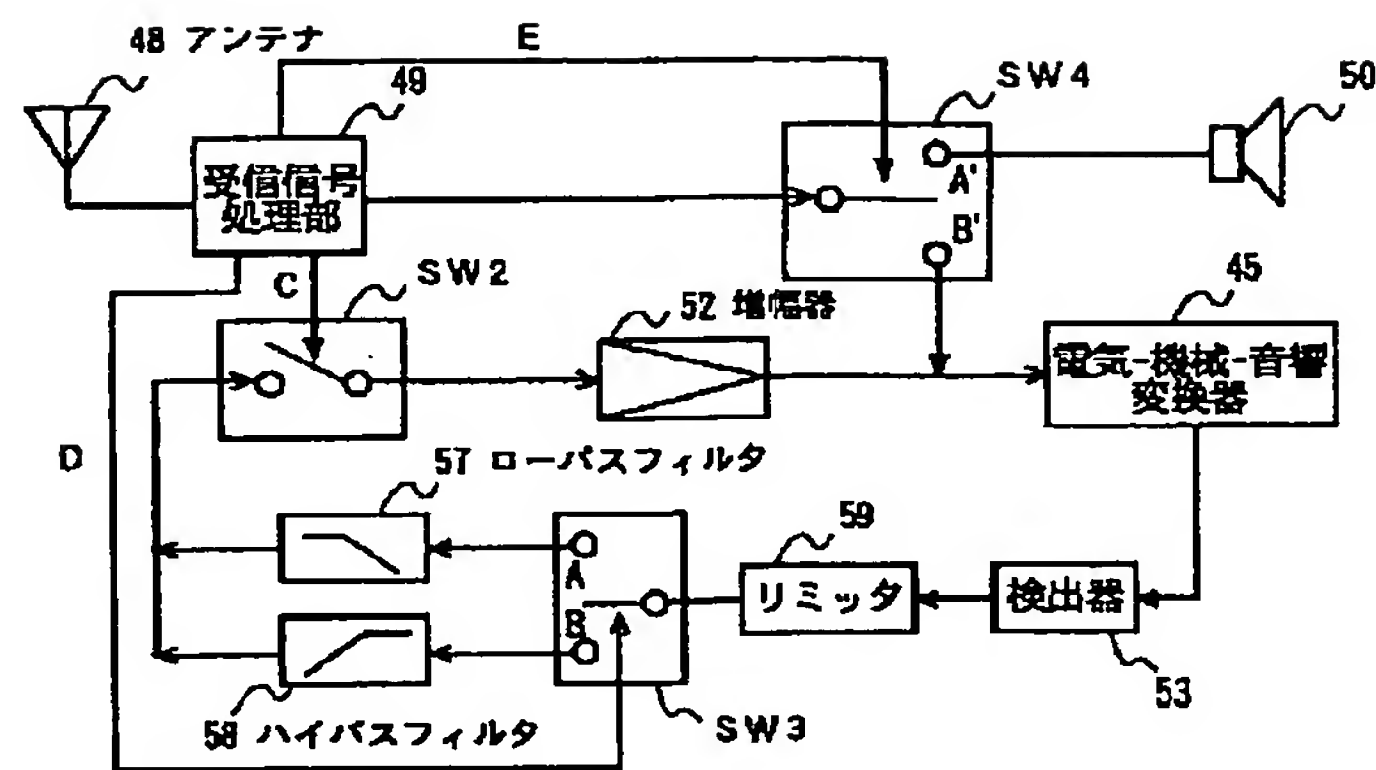 48 アンテナ
E
49
SW4
50
受信信号
処理部
A'
B'
C
SW2
52 増幅器
45
電気-機械-音響
変換器
D
57 ローパスフィルタ
59
A
リミッタ
検出器
B
53
58 ハイパスフィルタ
SW3